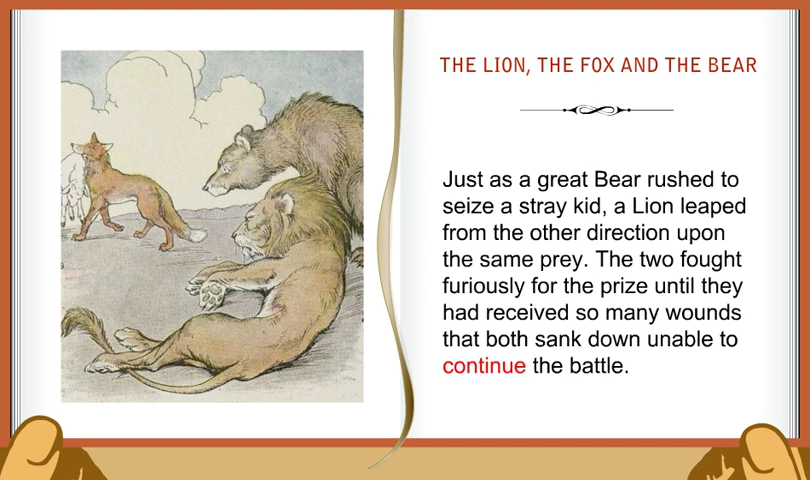 THE LION, THE FOX AND THE BEAR
Just as a great Bear rushed to
seize a stray kid, a Lion leaped
from the other direction upon
the same prey. The two fought
furiously for the prize until they
had received so many wounds
that both sank down unable to
continue the battle.